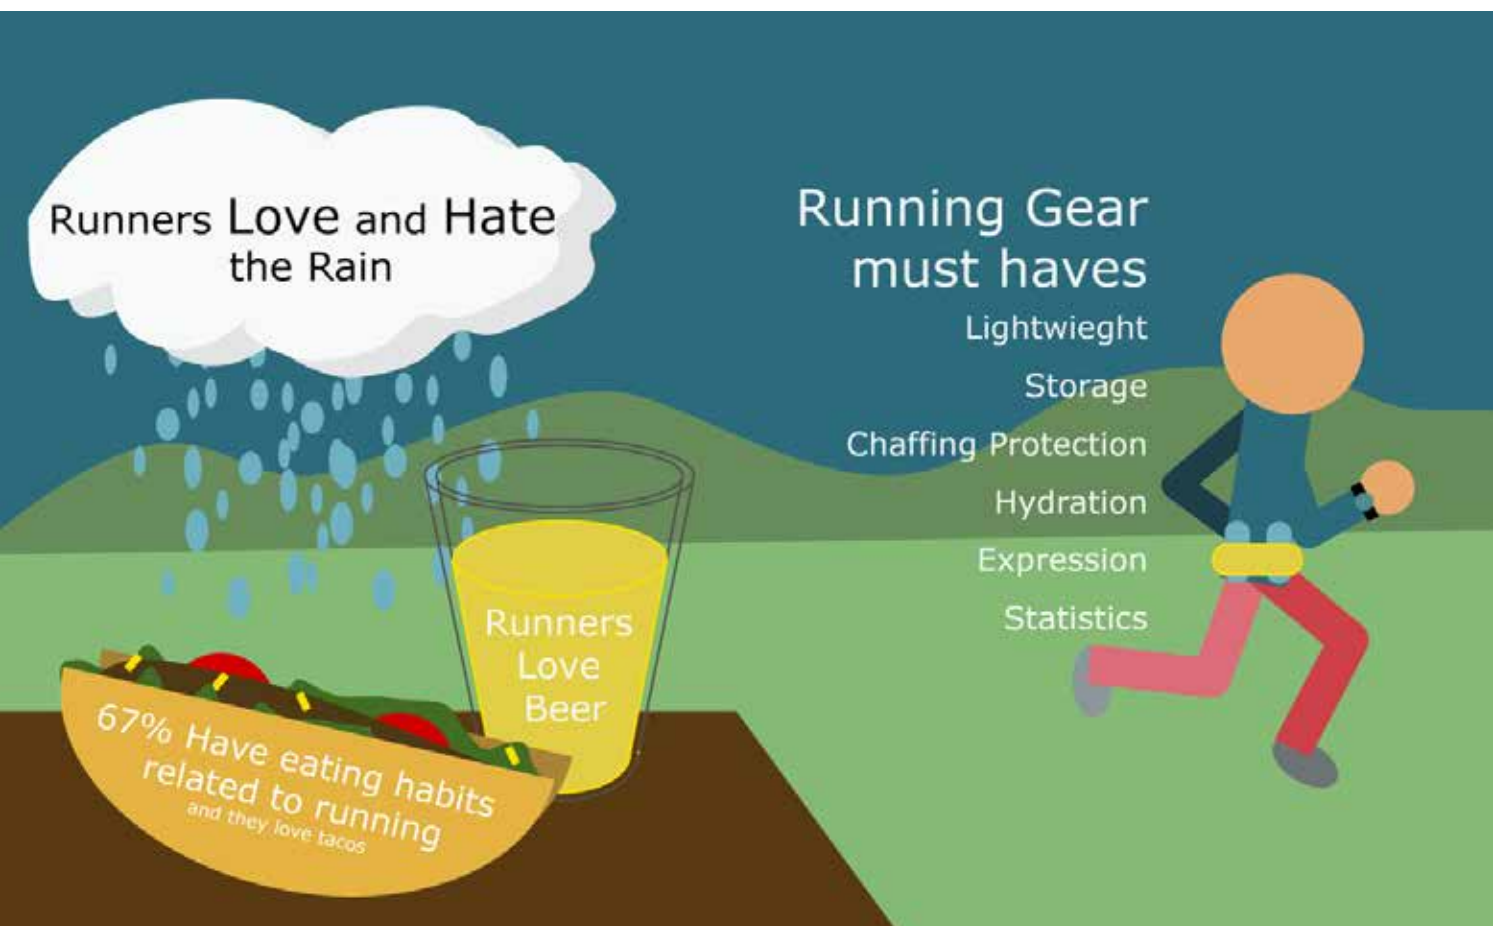 Runners Love and Hate
the Rain
Running Gear
must haves
Lightwieght
Storage
Chaffing Protection
Hydration
Expression
Statistics
Runners
Love
Beer
67% Have eating habits
related to running
and they love tacos